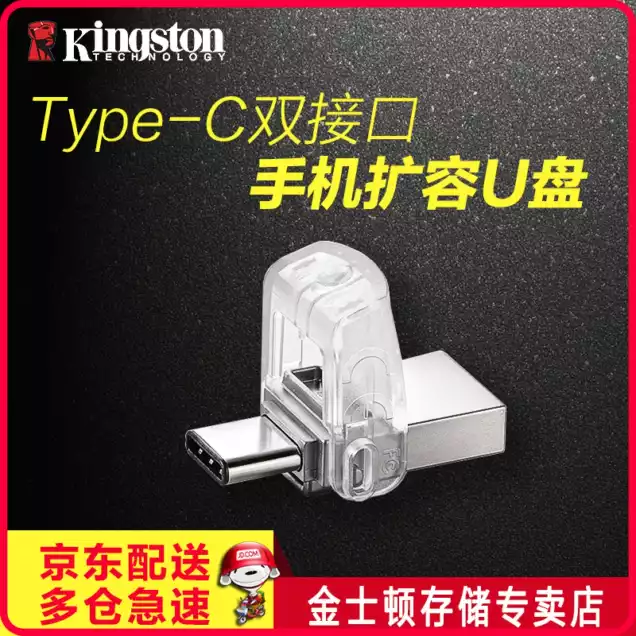 Kingston
TECHNOLOGY
Type-C双接口
手机扩容U盘
京东配送
多仓急速
JD.COM
金士顿存储专卖店